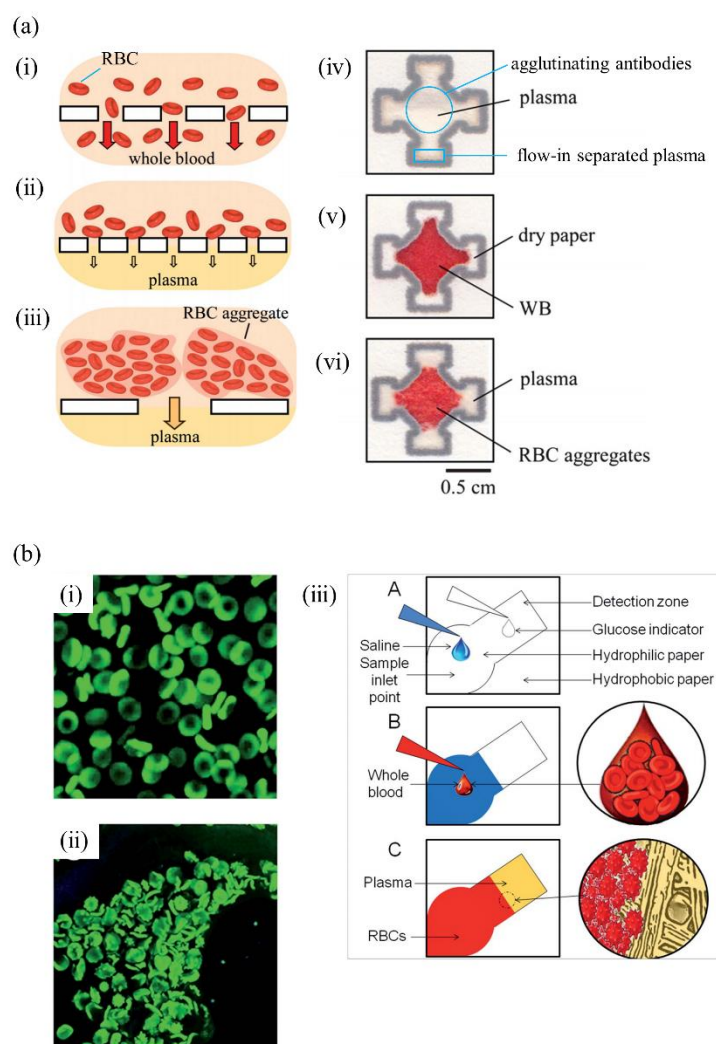 (a)
(i)
RBC
whole blood
(ii)
plasma
(iii)
RBC aggregate
plasma
(iv)
agglutinating antibodies
plasma
flow-in separated plasma
(v)
dry paper
WB
(vi)
plasma
RBC aggregates
0.5 cm
(b)
(i)
(ii)
(iii)
A
Saline
Sample
inlet
point
Detection zone
Glucose indicator
Hydrophilic paper
Hydrophobic paper
B
Whole
blood
C
Plasma
RBCs